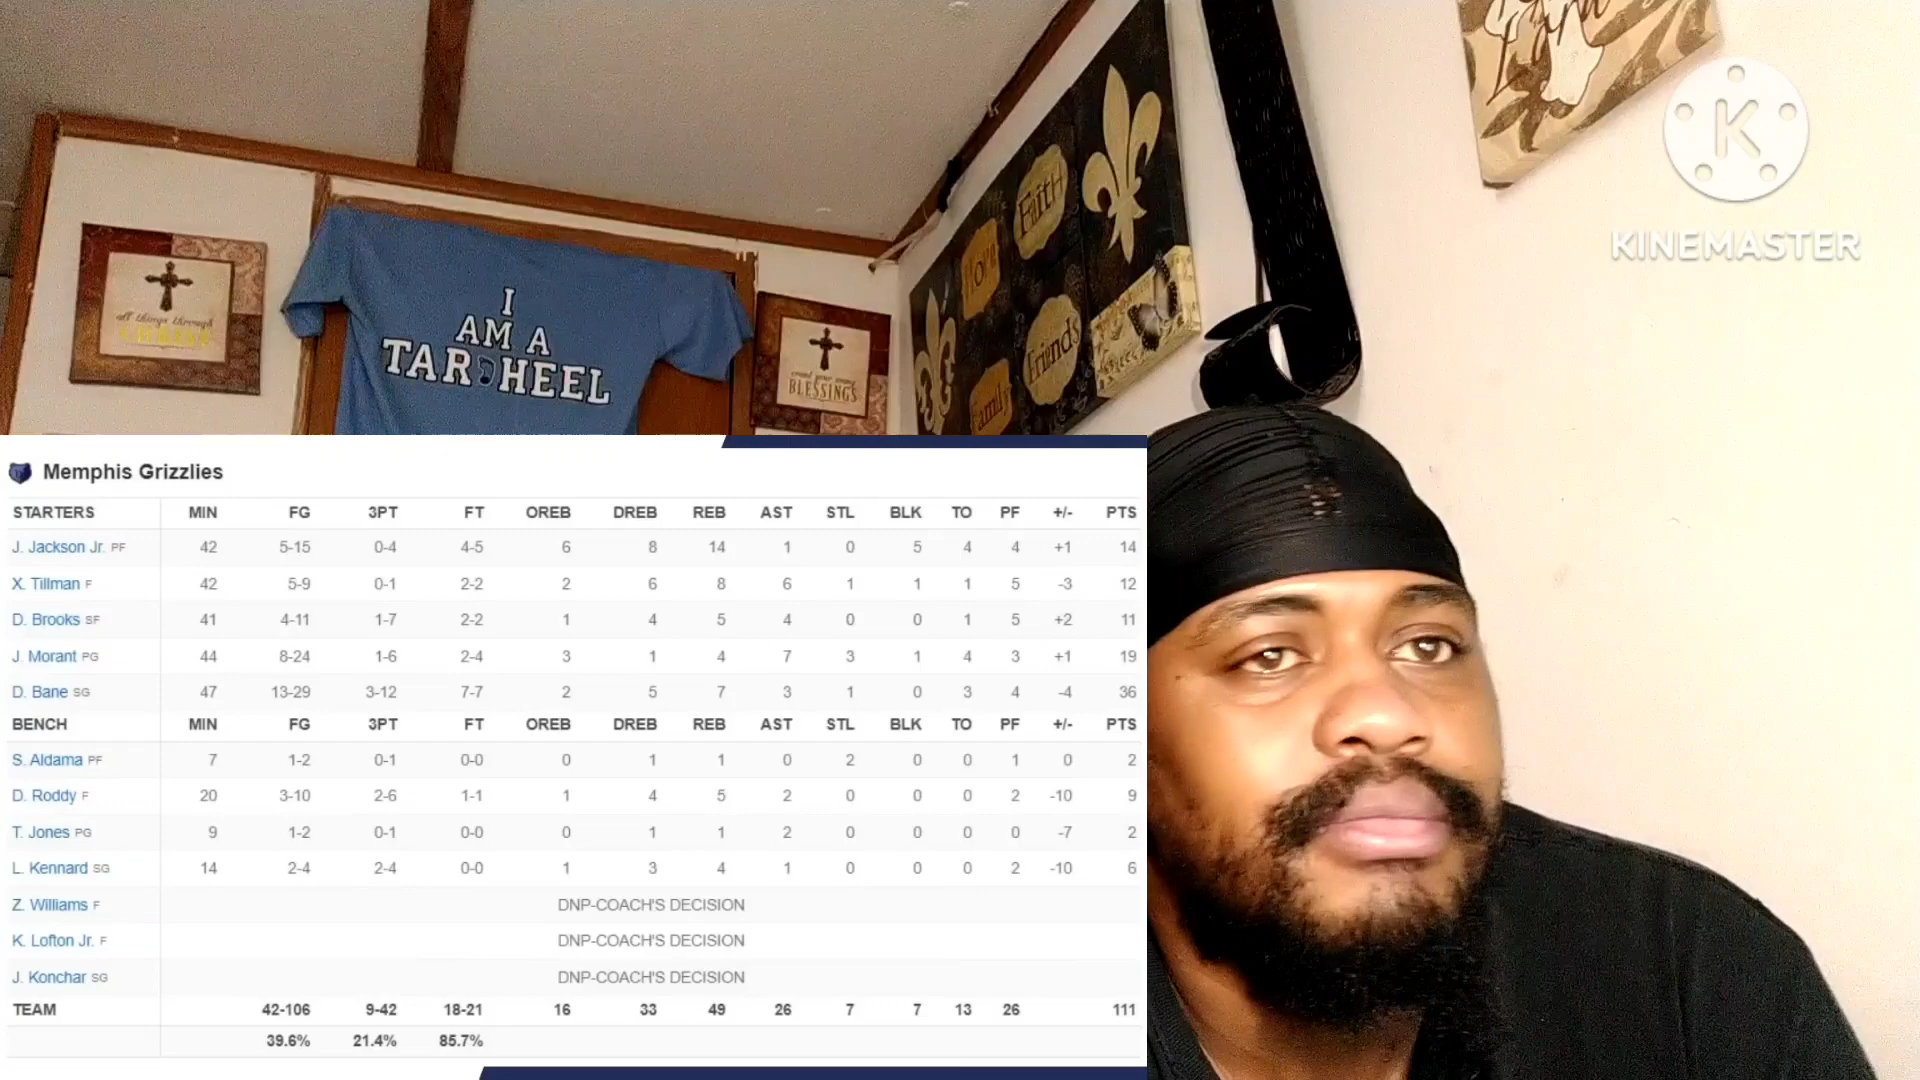 I
AM A
TAR HEEL
all things through
CHRIST
count your many
BLESSINGS
Hope
Faith
Friends
Family
K
KINEMASTER
Memphis Grizzlies
STARTERS MIN FG 3PT FT OREB DREB REB AST STL BLK TO PF +/- PTS
J. Jackson Jr. PF 42 5-15 0-4 4-5 6 8 14 1 0 5 4 4 +1 14
X. Tillman F 42 5-9 0-1 2-2 2 6 8 6 1 1 1 5 -3 12
D. Brooks SF 41 4-11 1-7 2-2 1 4 5 4 0 0 1 5 +2 11
J. Morant PG 44 8-24 1-6 2-4 3 1 4 7 3 1 4 3 +1 19
D. Bane SG 47 13-29 3-12 7-7 2 5 7 3 1 0 3 4 -4 36
BENCH MIN FG 3PT FT OREB DREB REB AST STL BLK TO PF +/- PTS
S. Aldama PF 7 1-2 0-1 0-0 0 1 1 0 2 0 0 1 0 2
D. Roddy F 20 3-10 2-6 1-1 1 4 5 2 0 0 0 2 -10 9
T. Jones PG 9 1-2 0-1 0-0 0 1 1 2 0 0 0 0 -7 2
L. Kennard SG 14 2-4 2-4 0-0 1 3 4 1 0 0 0 2 -10 6
Z. Williams F DNP-COACH'S DECISION
K. Lofton Jr. F DNP-COACH'S DECISION
J. Konchar SG DNP-COACH'S DECISION
TEAM 42-106 9-42 18-21 16 33 49 26 7 7 13 26 111
39.6% 21.4% 85.7%